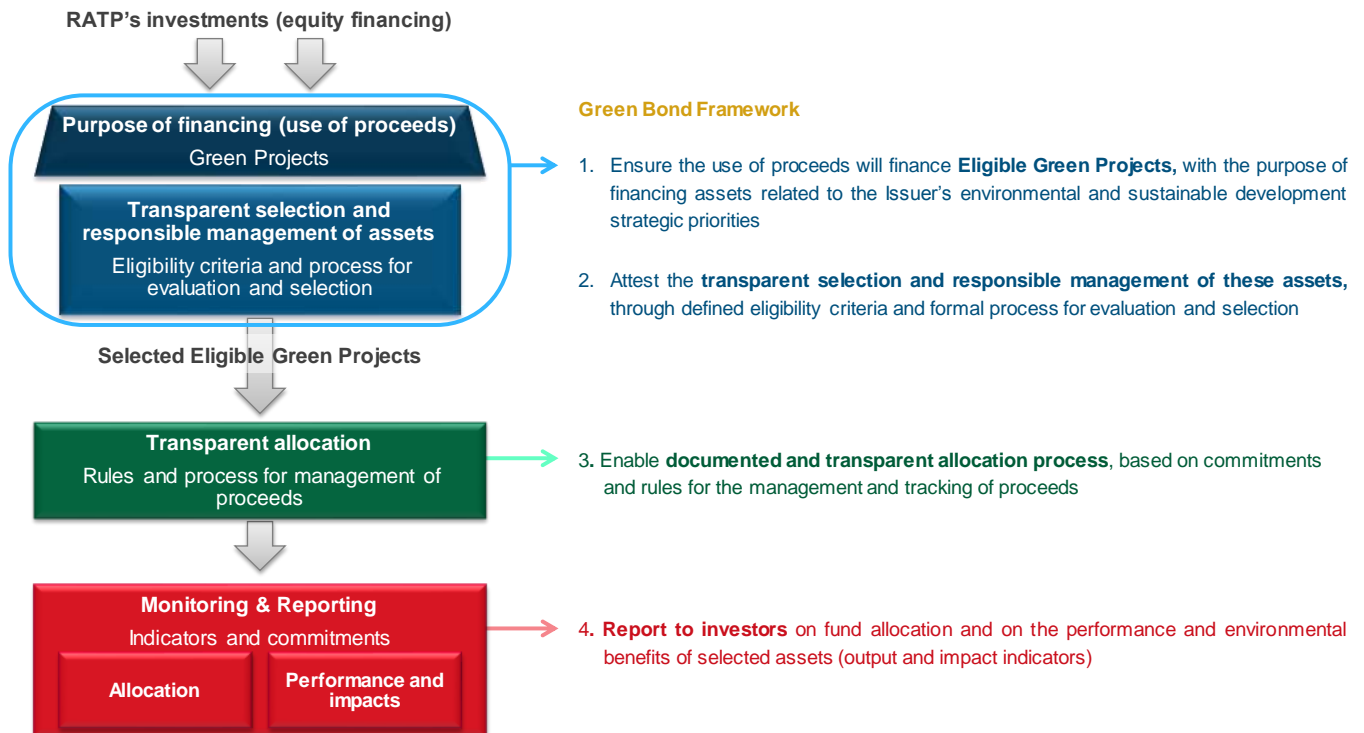 RATP's investments (equity financing)
Purpose of financing (use of proceeds)
Green Projects
Transparent selection and
responsible management of assets
Eligibility criteria and process for
evaluation and selection
Selected Eligible Green Projects
Transparent allocation
Rules and process for management of
proceeds
Monitoring & Reporting
Indicators and commitments
Allocation
Performance and
impacts
Green Bond Framework
1. Ensure the use of proceeds will finance Eligible Green Projects, with the purpose of
financing assets related to the Issuer's environmental and sustainable development
strategic priorities
2. Attest the transparent selection and responsible management of these assets,
through defined eligibility criteria and formal process for evaluation and selection
3. Enable documented and transparent allocation process, based on commitments
and rules for the management and tracking of proceeds
4. Report to investors on fund allocation and on the performance and environmental
benefits of selected assets (output and impact indicators)